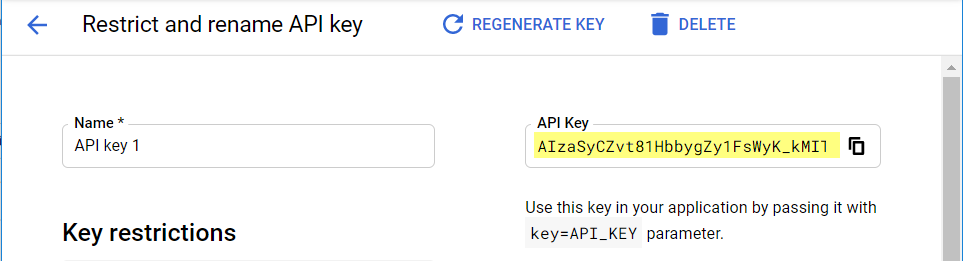 Restrict and rename API key
REGENERATE KEY
DELETE
Name *
API key 1
API Key
AIzaSyCZvt81HbbygZy1FsWyK_kMI
Use this key in your application by passing it with
key=API_KEY parameter.
Key restrictions